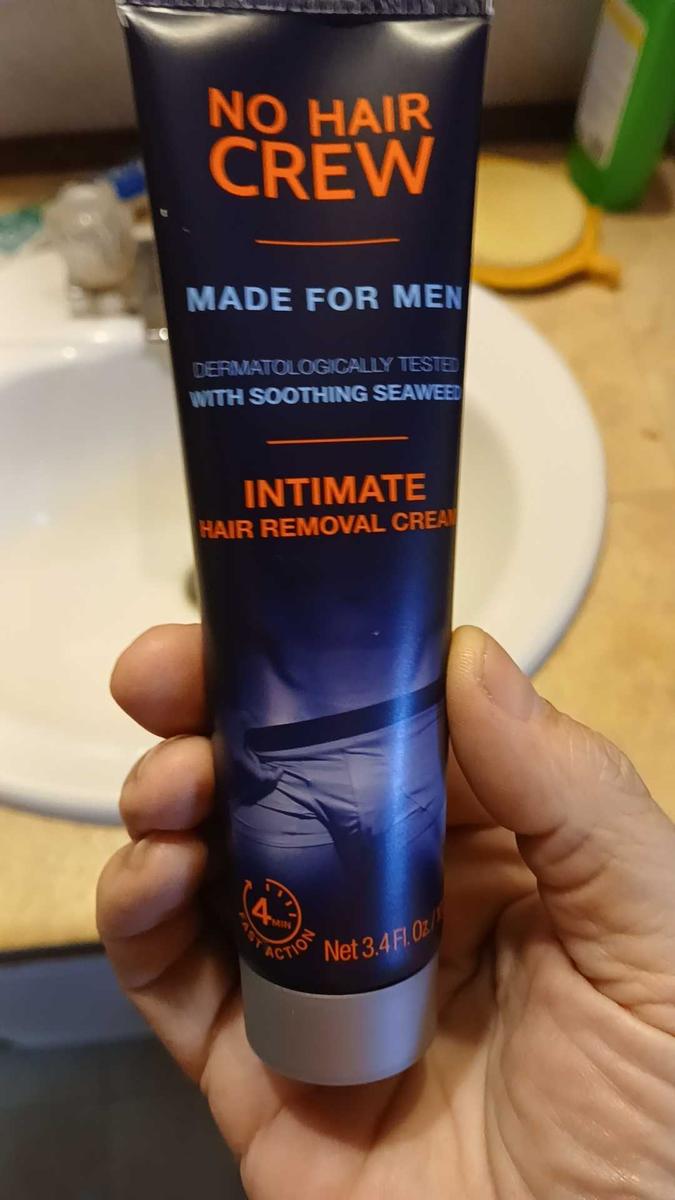 NO HAIR
CREW
MADE FOR MEN
DERMATOLOGICALLY TESTED
WITH SOOTHING SEAWEED
INTIMATE
HAIR REMOVAL CREAM
4 MIN
FAST ACTION
Net 3.4 Fl. Oz./